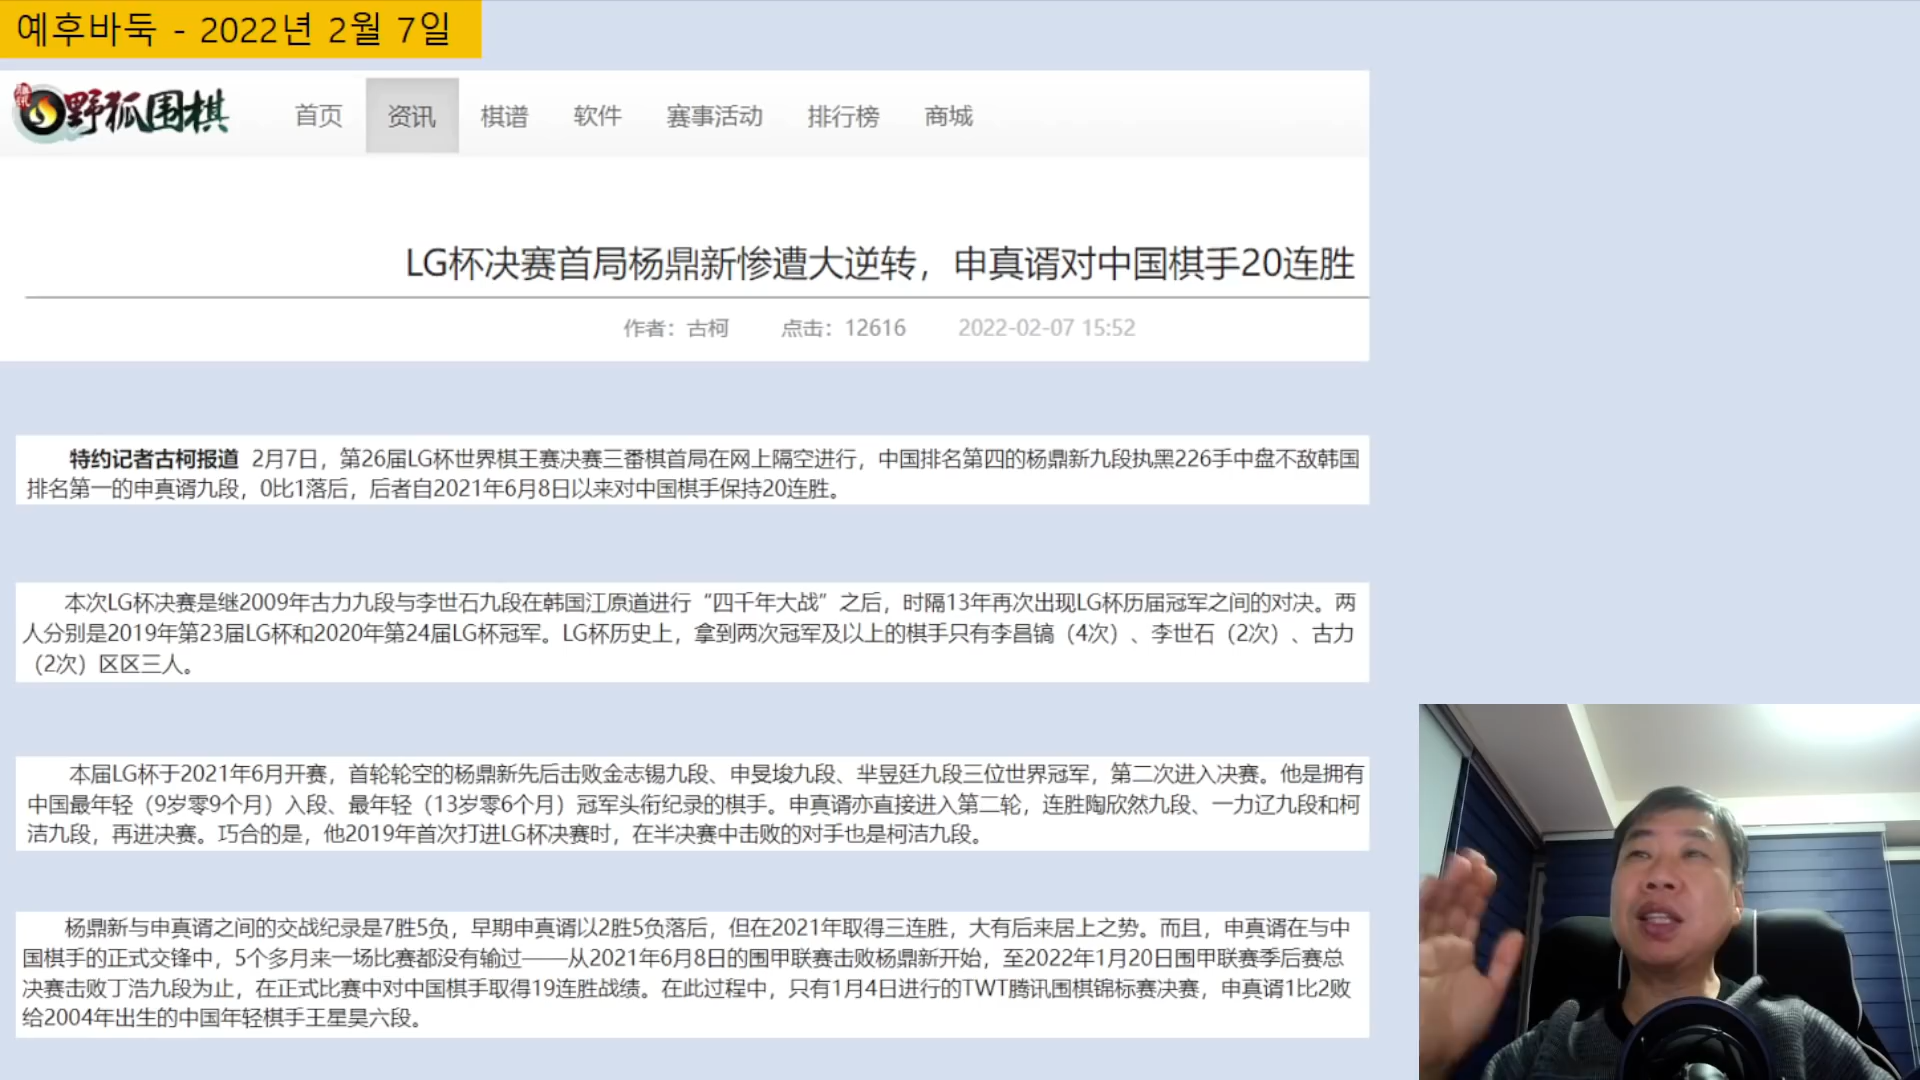 예후바둑 - 2022년 2월 7일
野狐围棋
首页 资讯 棋谱 软件 赛事活动 排行榜 商城
LG杯决赛首局杨鼎新惨遭大逆转，申真谞对中国棋手20连胜
作者：古柯 点击：12616 2022-02-07 15:52
特约记者古柯报道 2月7日，第26届LG杯世界棋王赛决赛三番棋首局在网上隔空进行，中国排名第四的杨鼎新九段执黑226手中盘不敌韩国
排名第一的申真谞九段，0比1落后，后者自2021年6月8日以来对中国棋手保持20连胜。
本次LG杯决赛是继2009年古力九段与李世石九段在韩国江原道进行“四千年大战”之后，时隔13年再次出现LG杯历届冠军之间的对决。两
人分别是2019年第23届LG杯和2020年第24届LG杯冠军。LG杯历史上，拿到两次冠军及以上的棋手只有李昌镐（4次）、李世石（2次）、古力
（2次）区区三人。
本届LG杯于2021年6月开赛，首轮轮空的杨鼎新先后击败金志锡九段、申旻埈九段、芈昱廷九段三位世界冠军，第二次进入决赛。他是拥有
中国最年轻（9岁零9个月）入段、最年轻（13岁零6个月）冠军头衔纪录的棋手。申真谞亦直接进入第二轮，连胜陶欣然九段、一力辽九段和柯
洁九段，再进决赛。巧合的是，他2019年首次打进LG杯决赛时，在半决赛中击败的对手也是柯洁九段。
杨鼎新与申真谞之间的交战纪录是7胜5负，早期申真谞以2胜5负落后，但在2021年取得三连胜，大有后来居上之势。而且，申真谞在与中
国棋手的正式交锋中，5个多月来一场比赛都没有输过——从2021年6月8日的围甲联赛击败杨鼎新开始，至2022年1月20日围甲联赛季后赛总
决赛击败丁浩九段为止，在正式比赛中对中国棋手取得19连胜战绩。在此过程中，只有1月4日进行的TWT腾讯围棋锦标赛决赛，申真谞1比2败
给2004年出生的中国年轻棋手王星昊六段。